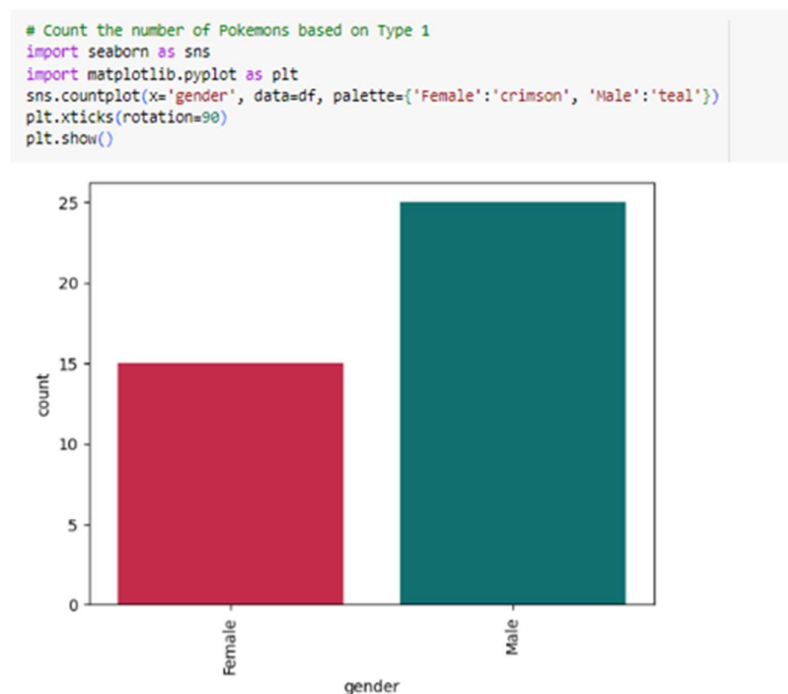 # Count the number of Pokemons based on Type 1
import seaborn as sns
import matplotlib.pyplot as plt
sns.countplot(x='gender', data=df, palette={'Female':'crimson', 'Male':'teal'})
plt.xticks(rotation=90)
plt.show()
25
20
15
10
5
0
count
Female
Male
gender